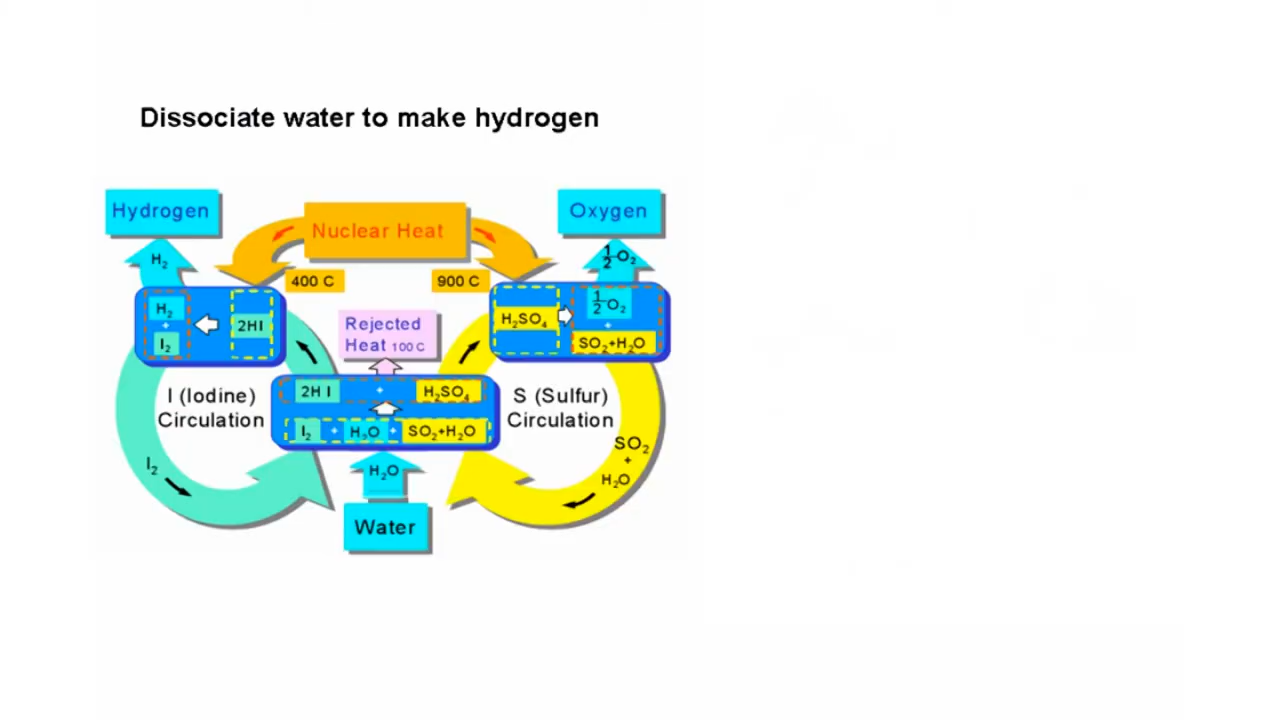 Dissociate water to make hydrogen
Hydrogen
Nuclear Heat
Oxygen
H₂
½O₂
400 C
900 C
H₂
+
I₂
2HI
Rejected
Heat 100 C
H₂SO₄
½O₂
+
SO₂+H₂O
I (Iodine)
Circulation
2H I + H₂SO₄
I₂ + H₂O + SO₂+H₂O
S (Sulfur)
Circulation
I₂
H₂O
SO₂
+
H₂O
Water